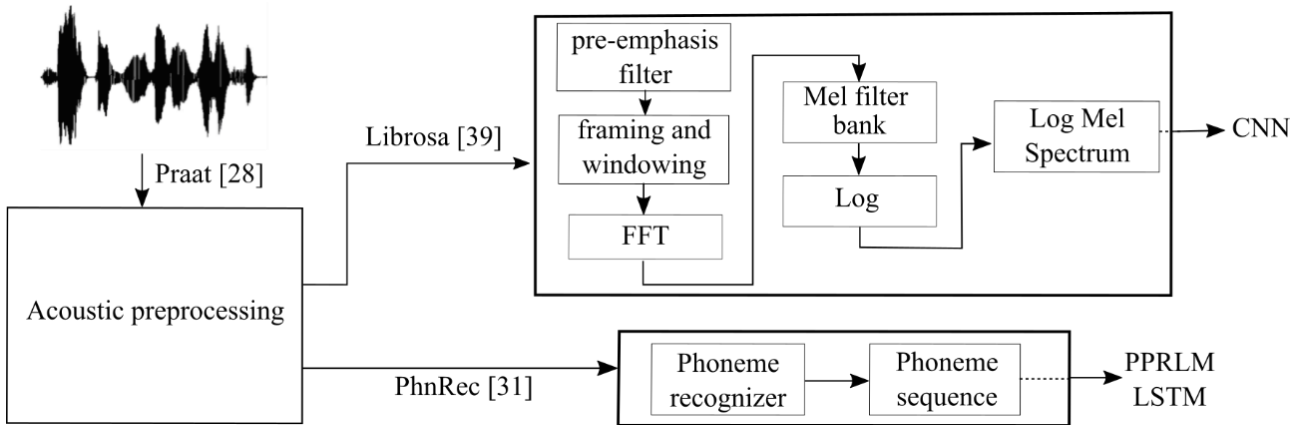 Praat [28]
Acoustic preprocessing
Librosa [39]
pre-emphasis
filter
framing and
windowing
FFT
Mel filter
bank
Log
Log Mel
Spectrum
CNN
PhnRec [31]
Phoneme
recognizer
Phoneme
sequence
PPRLM
LSTM